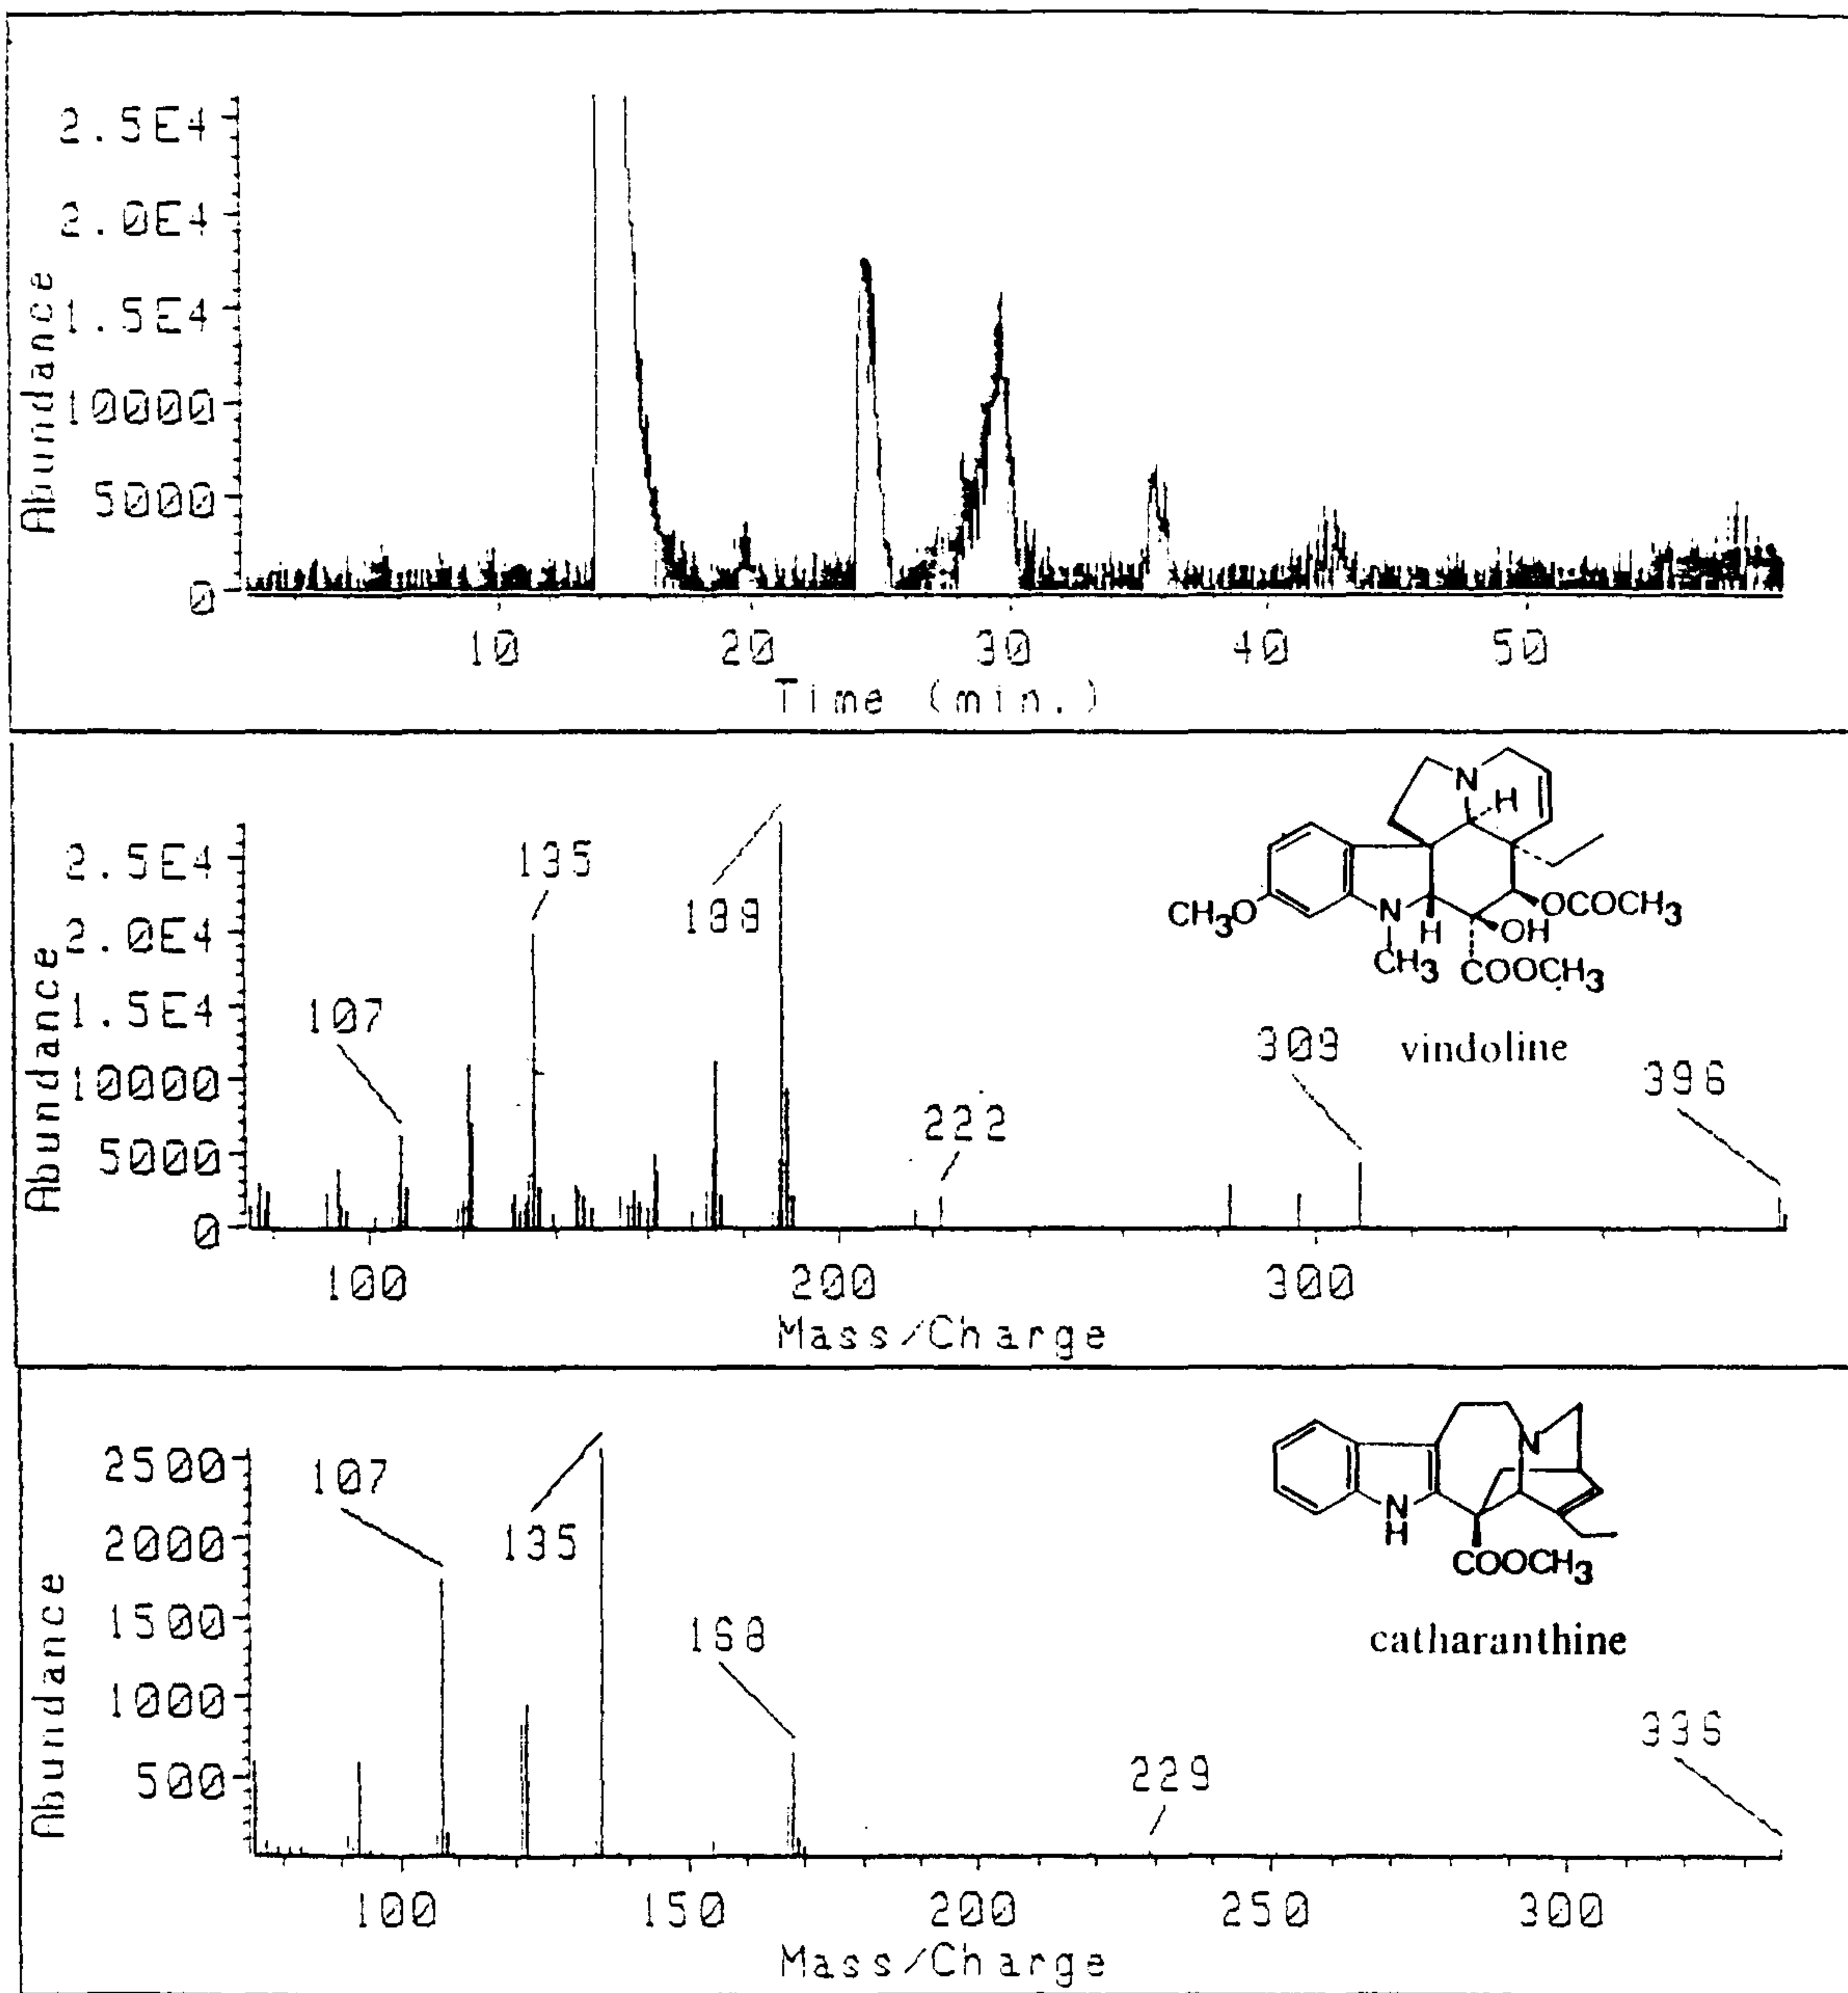 Abundance
2.5E4
2.0E4
1.5E4
10000
5000
0
10 20 30 40 50
Time (min.)
Abundance
2.5E4
2.0E4
1.5E4
10000
5000
0
107
135
188
222
309
396
N
H
CH3O
N
H
CH3
OCOCH3
OH
COOCH3
vindoline
100 200 300
Mass/Charge
Abundance
2500
2000
1500
1000
500
107
135
168
229
336
N
N
H
COOCH3
catharanthine
100 150 200 250 300
Mass/Charge